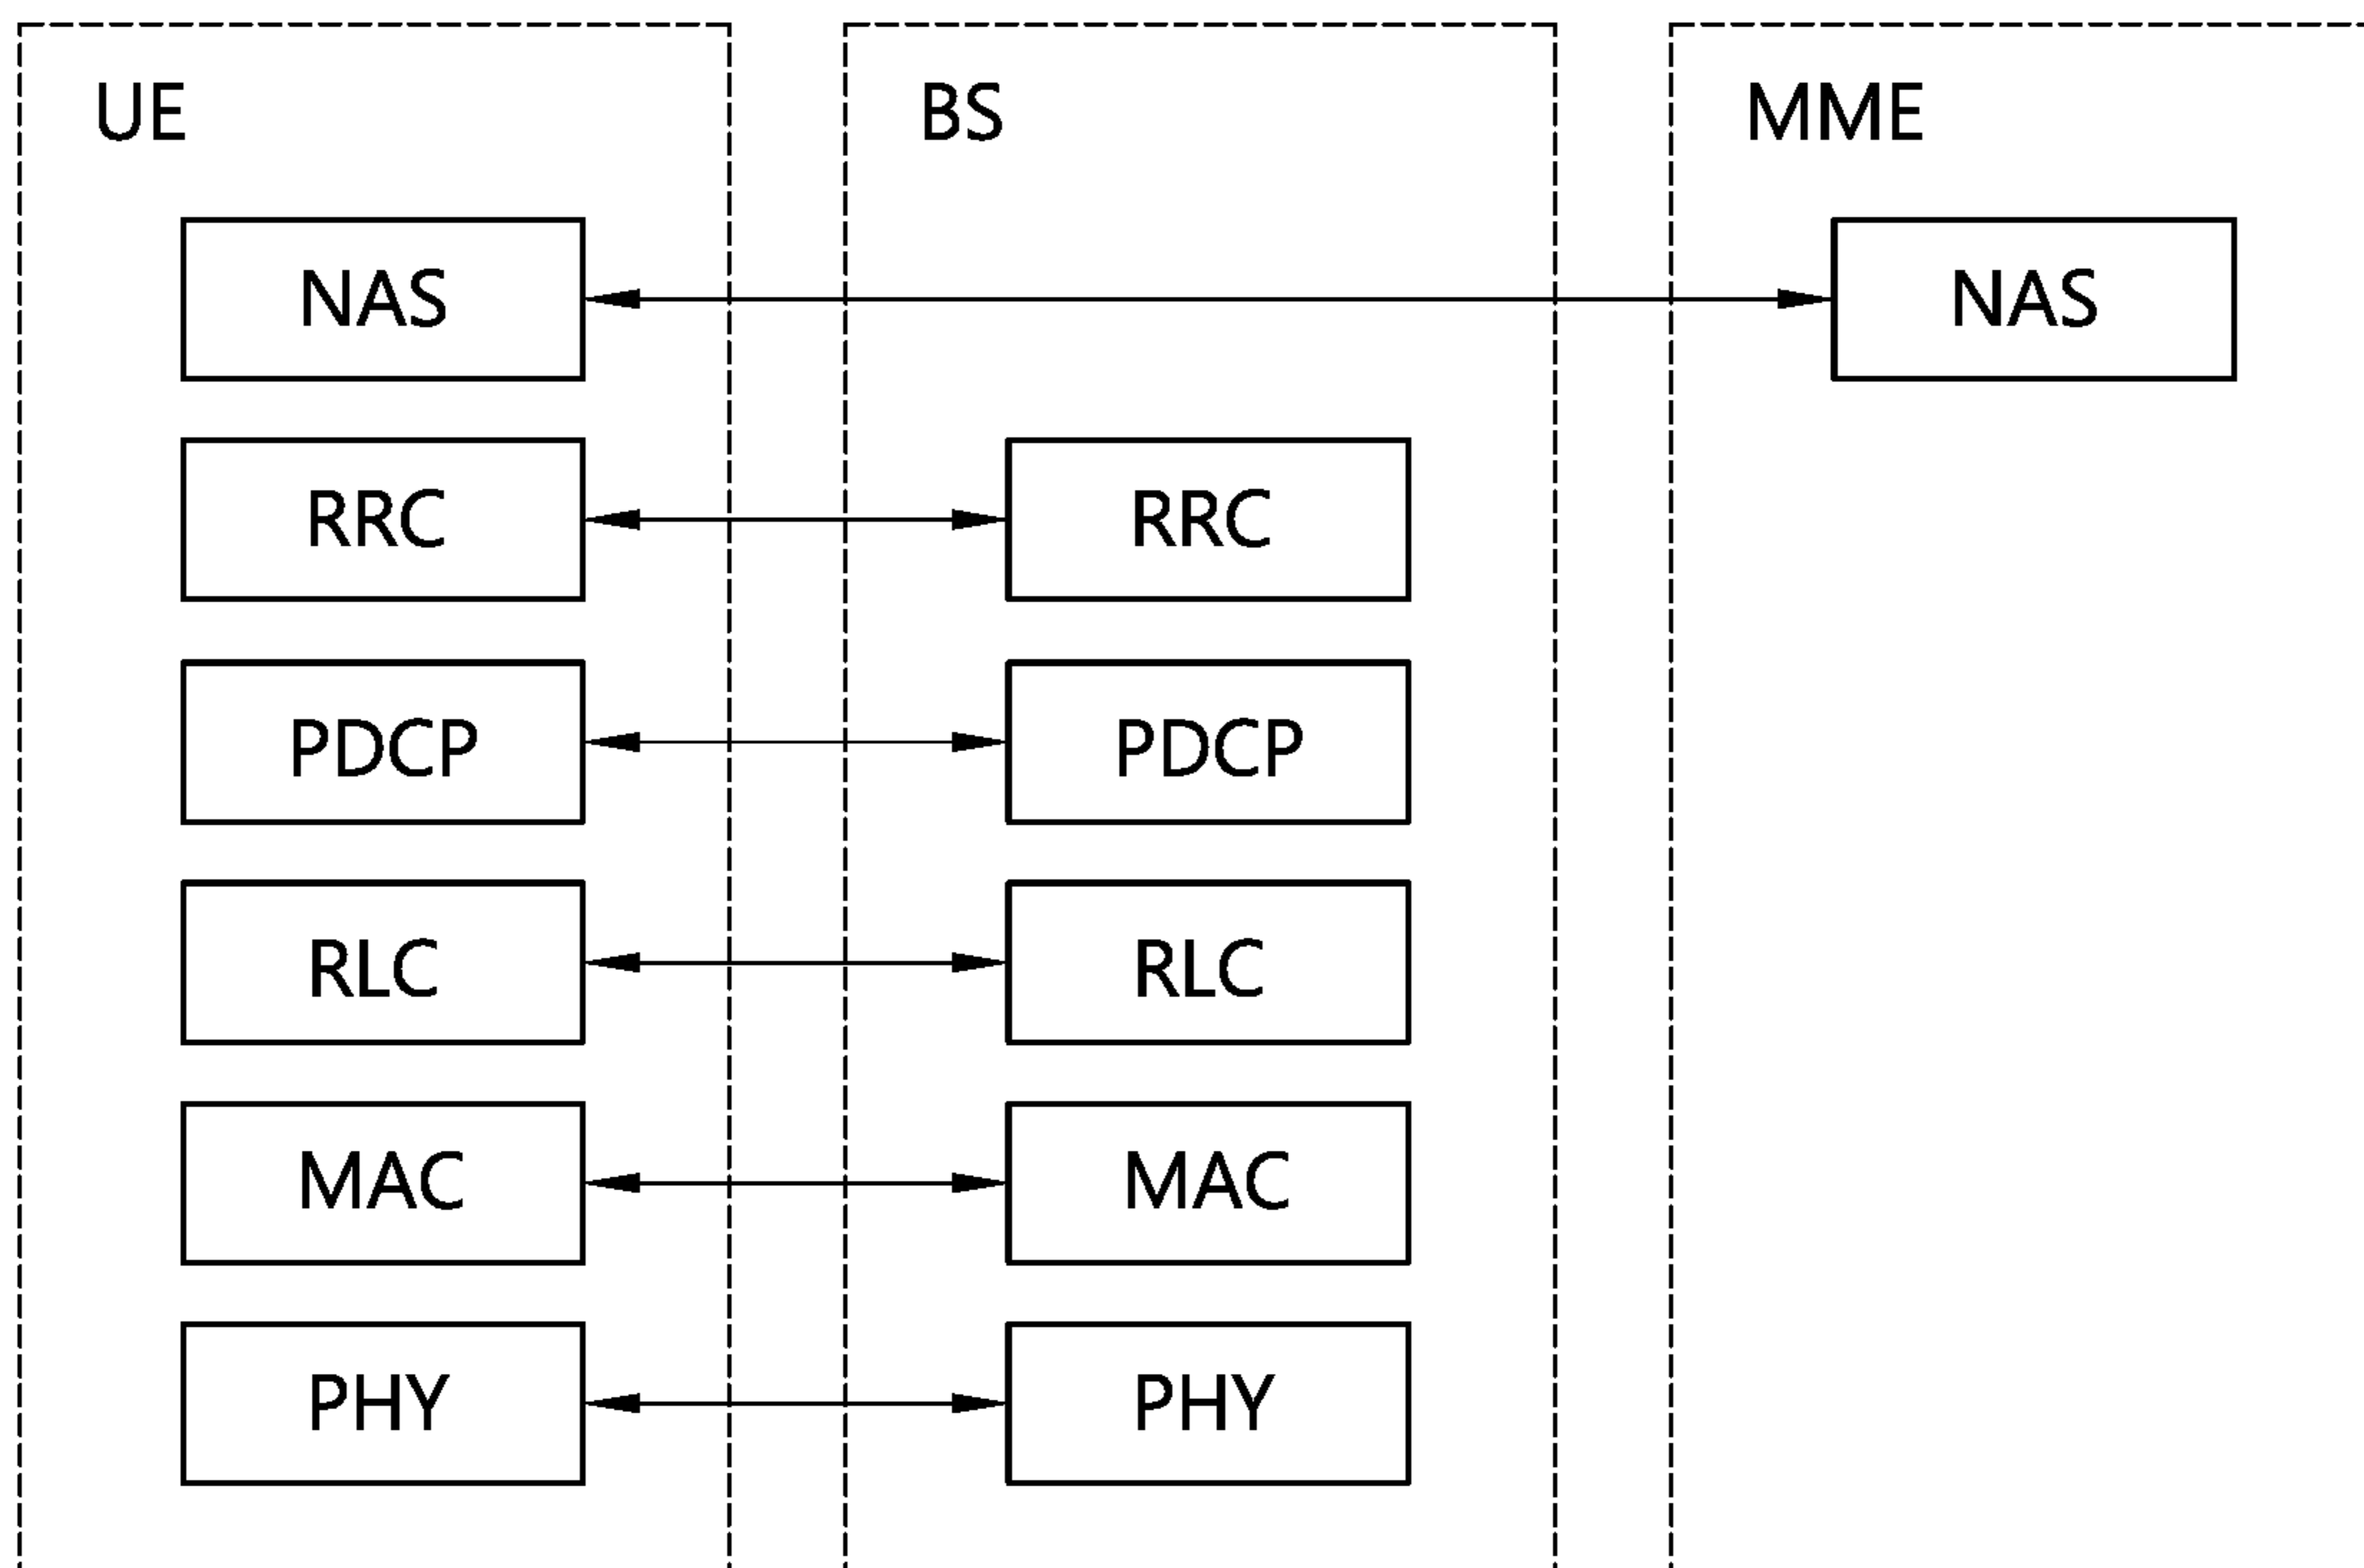 UE BS MME
NAS NAS
RRC RRC
PDCP PDCP
RLC RLC
MAC MAC
PHY PHY